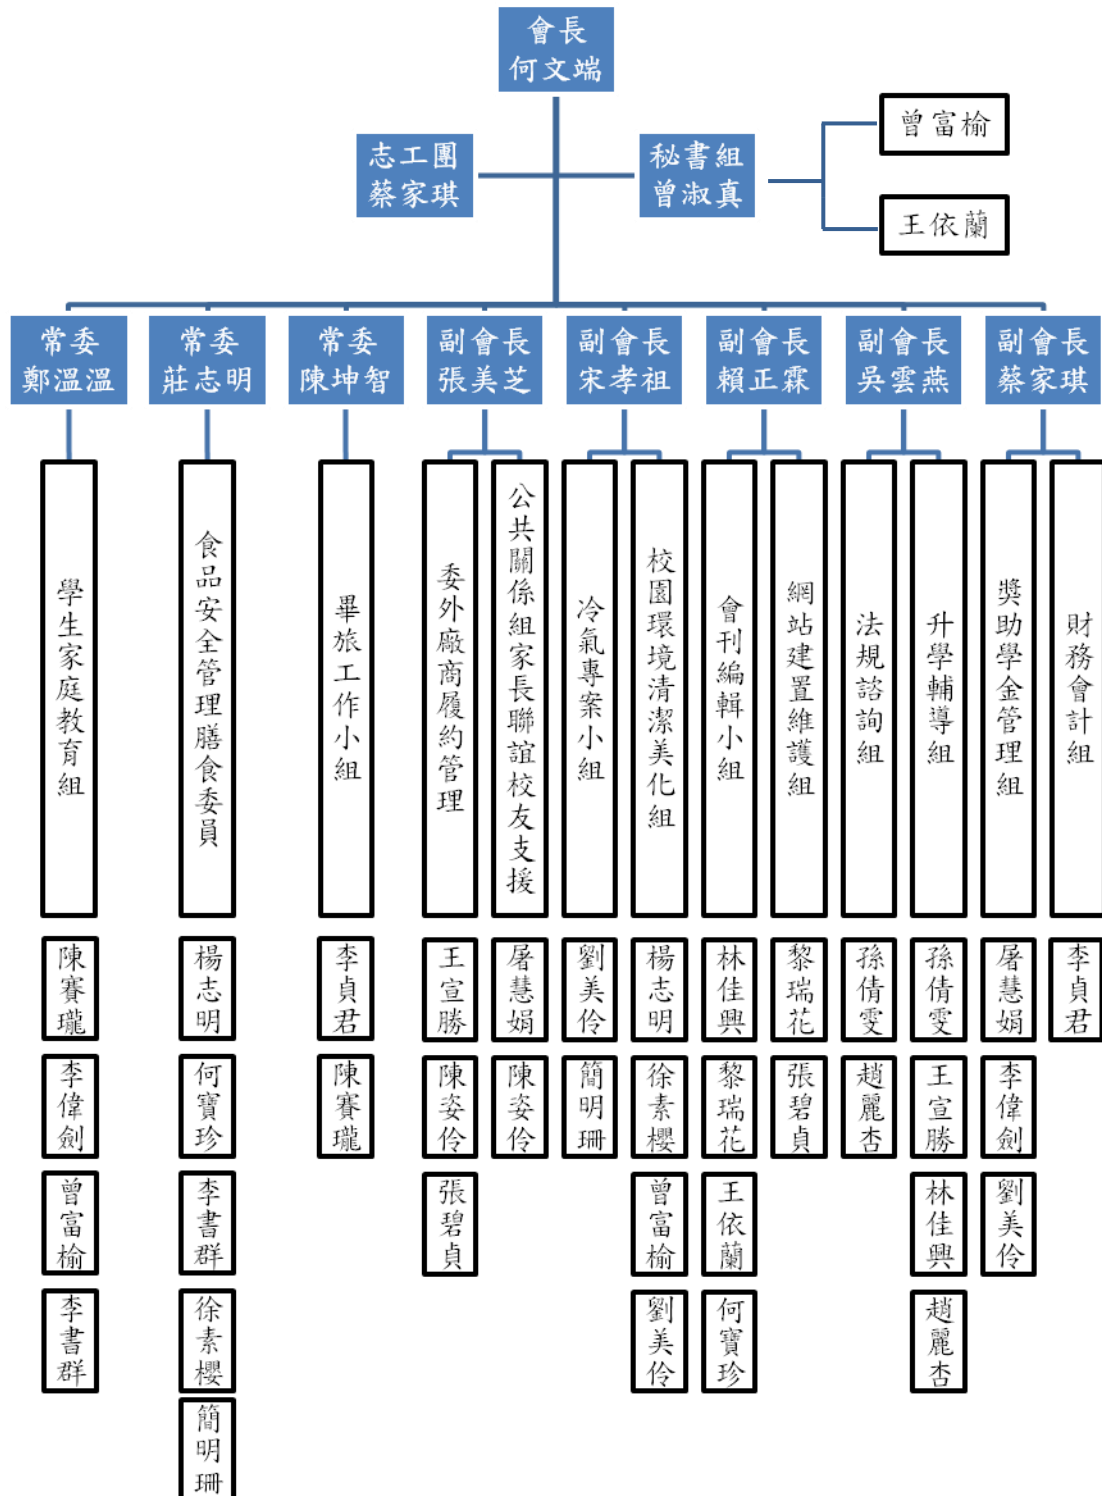 會長
何文端
志工團
蔡家琪
秘書組
曾淑真
曾富榆
王依蘭
常委
鄭溫溫
常委
莊志明
常委
陳坤智
副會長
張美芝
副會長
宋孝祖
副會長
賴正霖
副會長
吳雲燕
副會長
蔡家琪
學生家庭教育組
食品安全管理膳食委員
畢旅工作小組
委外廠商履約管理
公共關係組家長聯誼校友支援
冷氣專案小組
校園環境清潔美化組
會刊編輯小組
網站建置維護組
法規諮詢組
升學輔導組
獎助學金管理組
財務會計組
陳賽瓏
楊志明
李貞君
王宣勝
屠慧娟
劉美伶
楊志明
林佳興
黎瑞花
孫倩雯
孫倩雯
屠慧娟
李貞君
李偉劍
何寶珍
陳賽瓏
陳姿伶
陳姿伶
簡明珊
徐素櫻
黎瑞花
張碧貞
趙麗杏
王宣勝
李偉劍
曾富榆
李書群
張碧貞
曾富榆
王依蘭
林佳興
劉美伶
李書群
徐素櫻
劉美伶
何寶珍
趙麗杏
簡明珊